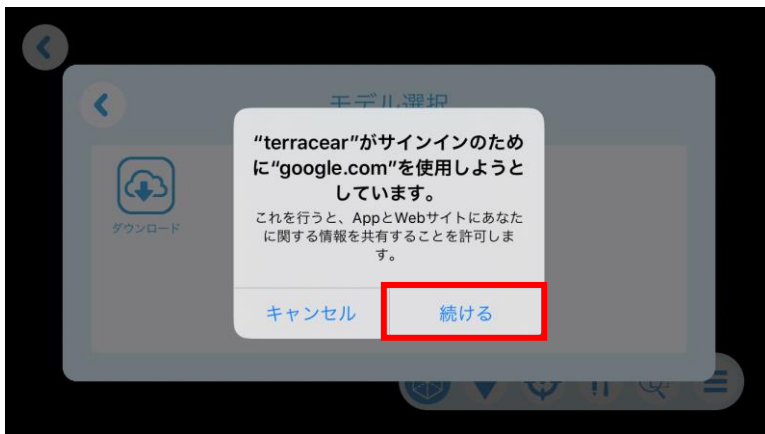 モデル選択
“terracear”がサインインのため
に“google.com”を使用しようと
しています。
これを行うと、AppとWebサイトにあなた
に関する情報を共有することを許可しま
す。
ダウンロード
キャンセル
続ける